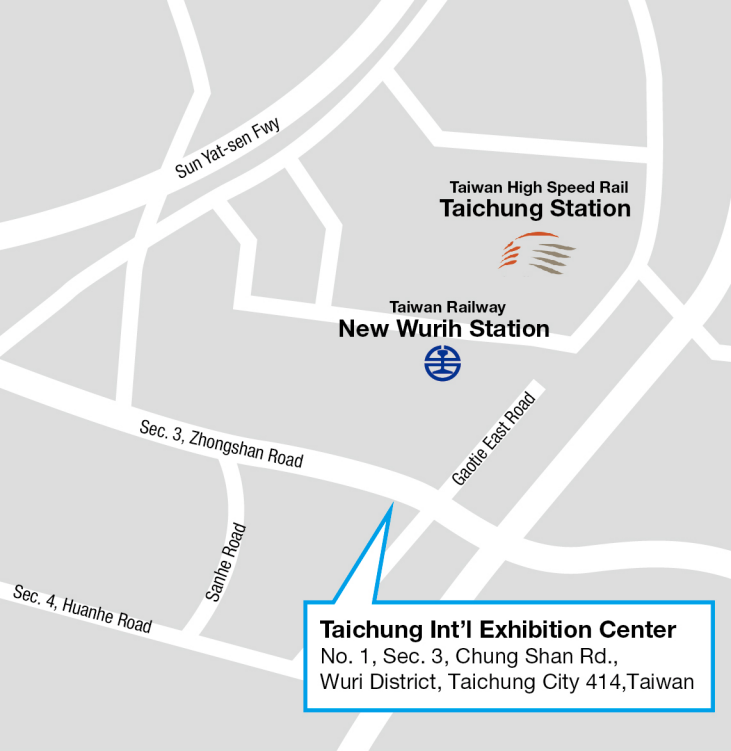 Sun Yat-sen Fwy
Taiwan High Speed Rail
Taichung Station
Taiwan Railway
New Wurih Station
Gaotie East Road
Sec. 3, Zhongshan Road
Sanhe Road
Sec. 4, Huanhe Road
Taichung Int'l Exhibition Center
No. 1, Sec. 3, Chung Shan Rd.,
Wuri District, Taichung City 414,Taiwan